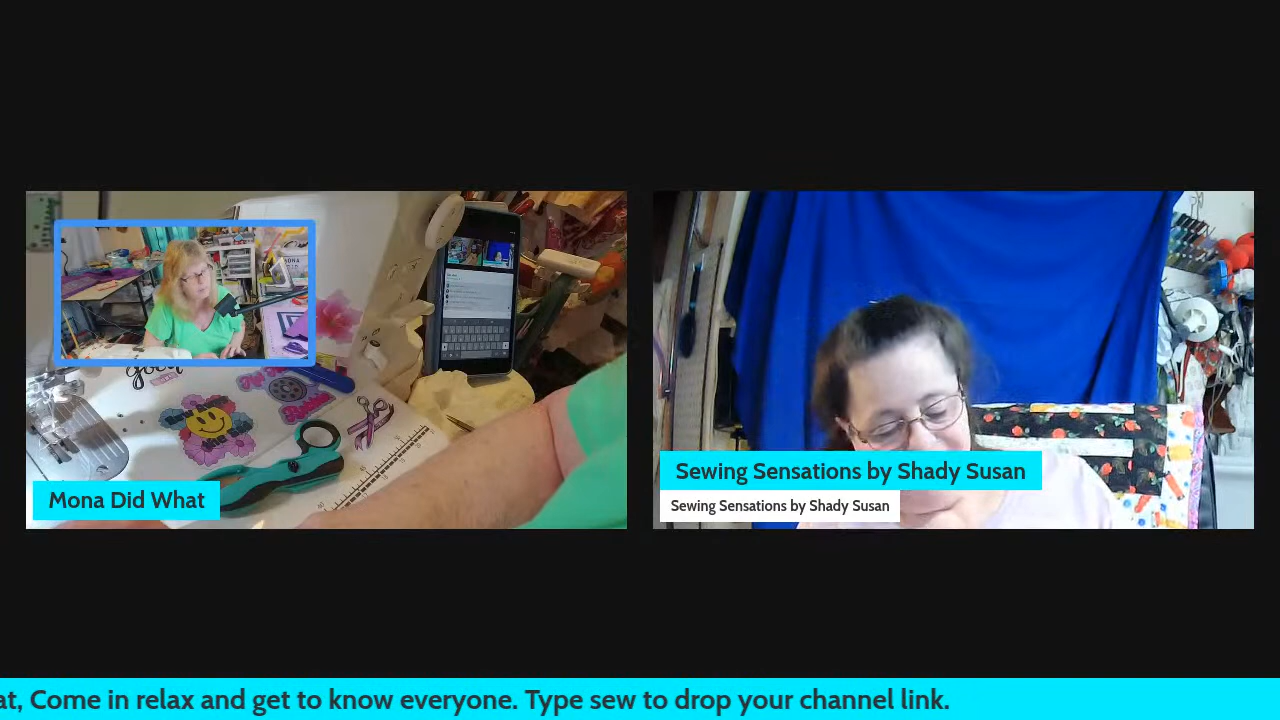 good
Mona Did What
Sewing Sensations by Shady Susan
Sewing Sensations by Shady Susan
at, Come in relax and get to know everyone. Type sew to drop your channel link.